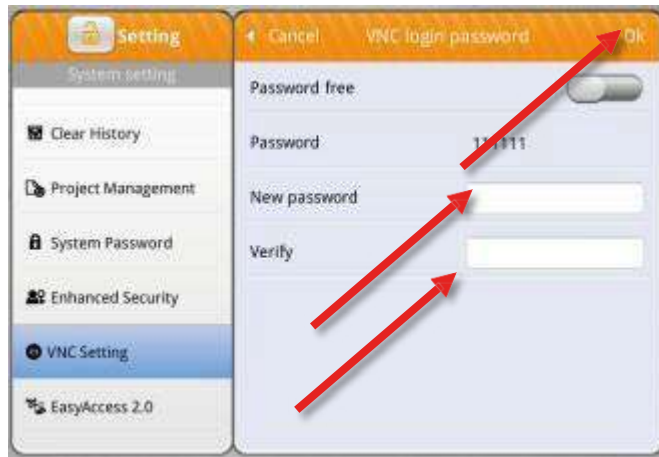 Setting
System setting
Clear History
Project Management
System Password
Enhanced Security
VNC Setting
EasyAccess 2.0
Cancel VNC login password Ok
Password free
Password 111111
New password
Verify